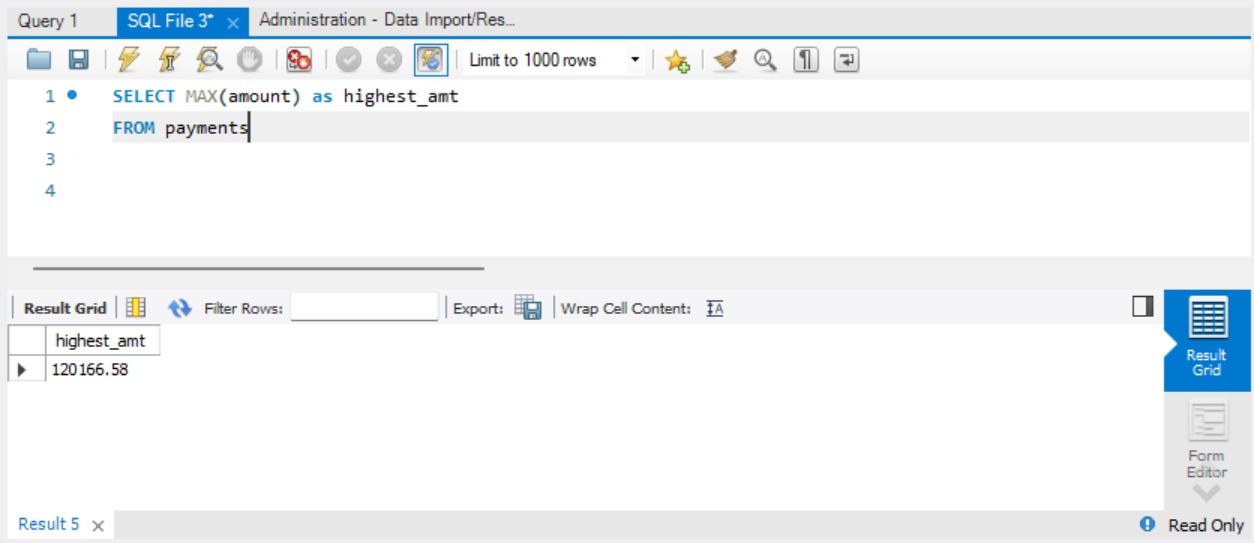 Query 1 SQL File 3* × Administration - Data Import/Res...
Limit to 1000 rows
1 SELECT MAX(amount) as highest_amt
2 FROM payments
3
4
Result Grid Filter Rows: Export: Wrap Cell Content: IA
highest_amt
120166.58
Result
Grid
Form
Editor
Result 5 × Read Only